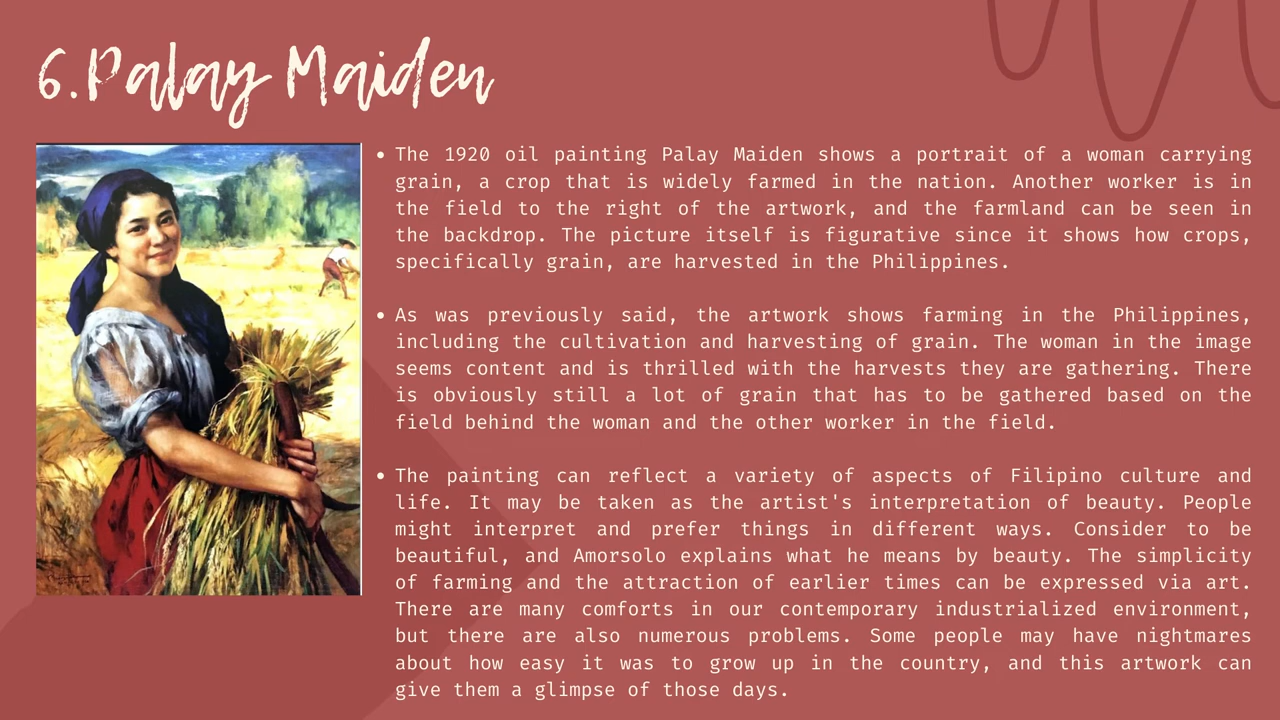 6.Palay Maiden
• The 1920 oil painting Palay Maiden shows a portrait of a woman carrying
grain, a crop that is widely farmed in the nation. Another worker is in
the field to the right of the artwork, and the farmland can be seen in
the backdrop. The picture itself is figurative since it shows how crops,
specifically grain, are harvested in the Philippines.
• As was previously said, the artwork shows farming in the Philippines,
including the cultivation and harvesting of grain. The woman in the image
seems content and is thrilled with the harvests they are gathering. There
is obviously still a lot of grain that has to be gathered based on the
field behind the woman and the other worker in the field.
• The painting can reflect a variety of aspects of Filipino culture and
life. It may be taken as the artist's interpretation of beauty. People
might interpret and prefer things in different ways. Consider to be
beautiful, and Amorsolo explains what he means by beauty. The simplicity
of farming and the attraction of earlier times can be expressed via art.
There are many comforts in our contemporary industrialized environment,
but there are also numerous problems. Some people may have nightmares
about how easy it was to grow up in the country, and this artwork can
give them a glimpse of those days.